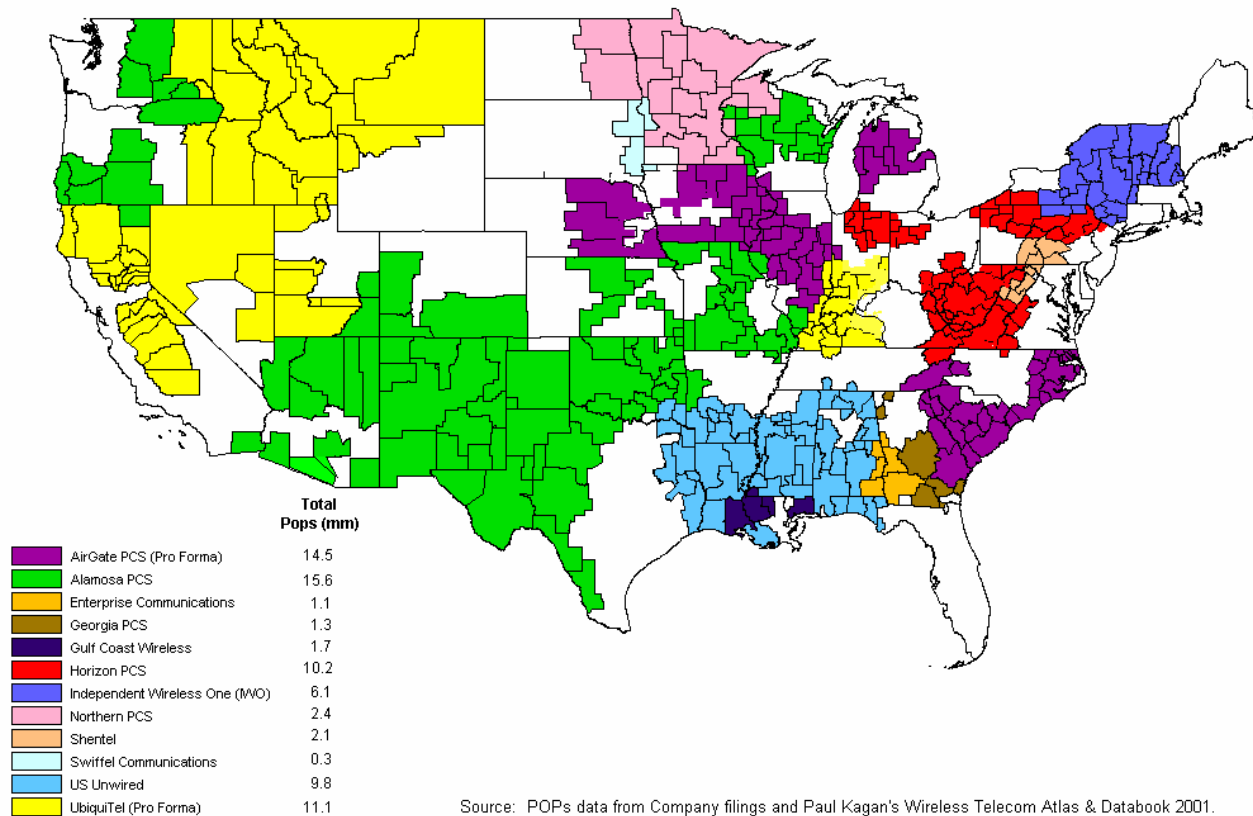 Total
Pops (mm)
AirGate PCS (Pro Forma) 14.5
Alamosa PCS 15.6
Enterprise Communications 1.1
Georgia PCS 1.3
Gulf Coast Wireless 1.7
Horizon PCS 10.2
Independent Wireless One (IWO) 6.1
Northern PCS 2.4
Shentel 2.1
Swiffel Communications 0.3
US Unwired 9.8
UbiquiTel (Pro Forma) 11.1
Source: POPs data from Company filings and Paul Kagan's Wireless Telecom Atlas & Databook 2001.